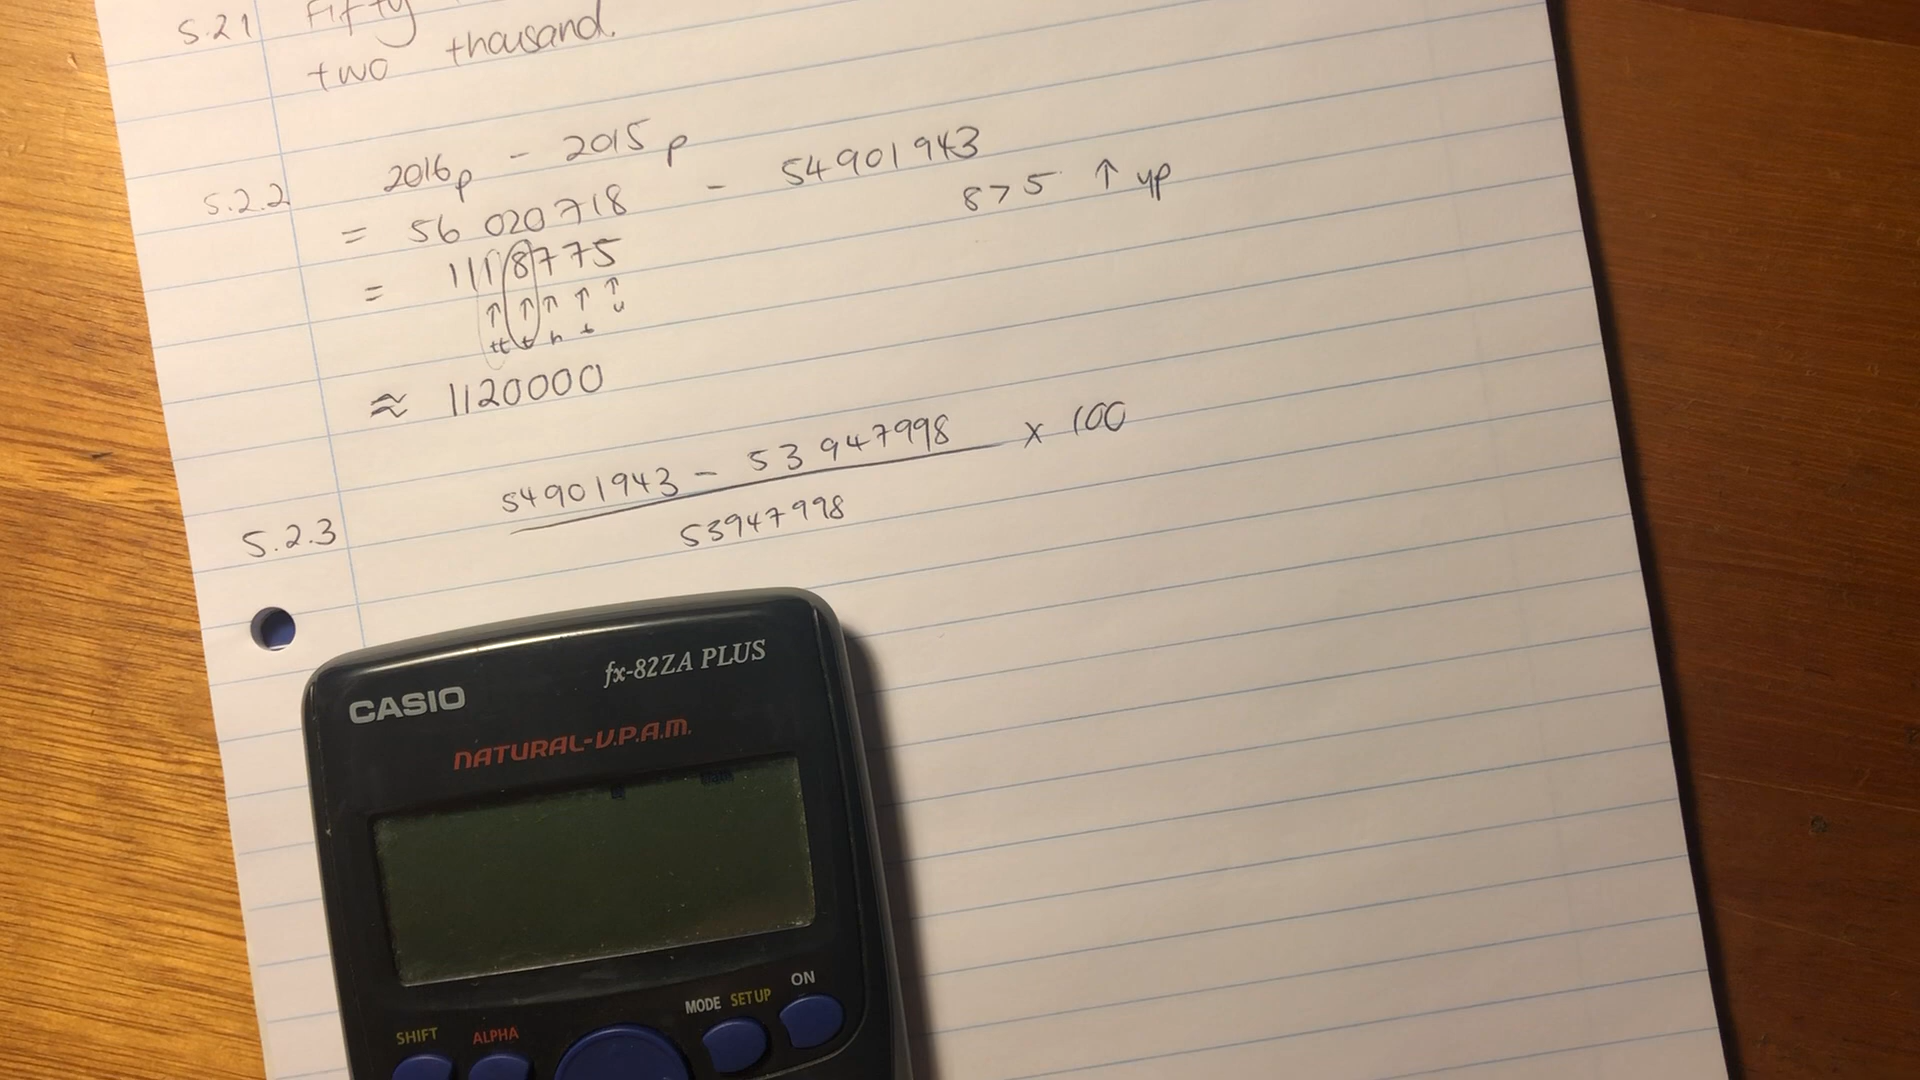 5.2.1 Fifty
two thousand.
5.2.2 2016p - 2015p
= 56 020 718 - 54901943
= 1118775 8>5 ↑ up
↑ ↑ ↑ ↑ ↑
tt t h t u
≈ 1120000
5.2.3 54901943 - 53947998 x 100
53947998
CASIO fx-82ZA PLUS
NATURAL-V.P.A.M.
Math
MODE SETUP ON
SHIFT ALPHA